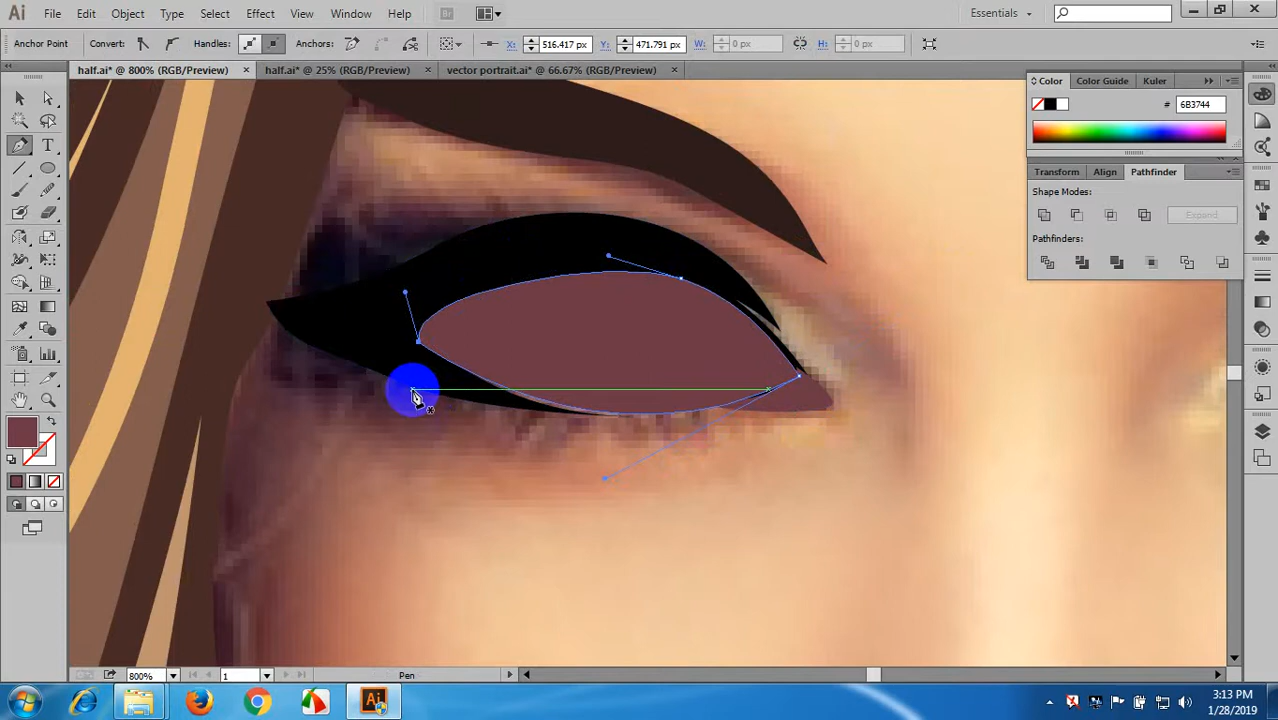 Ai File Edit Object Type Select Effect View Window Help Br Essentials
Anchor Point Convert: Handles: Anchors: X: 516.417 px Y: 471.791 px W: 0 px H: 0 px
half.ai* @ 800% (RGB/Preview) × half.ai* @ 25% (RGB/Preview) × vector portrait.ai* @ 66.67% (RGB/Preview) ×
Color Color Guide Kuler
# 6B3744
Transform Align Pathfinder
Shape Modes:
Expand
Pathfinders:
800% 1 Pen
Ai 3:13 PM
1/28/2019